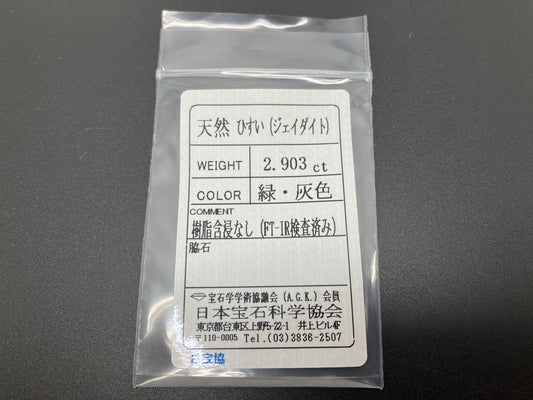 天然 ひすい (ジェイダイト)
WEIGHT 2.903 ct
COLOR 緑・灰色
COMMENT
樹脂含浸なし (FT-IR検査済み)
脇石
宝石学学術協議会 (A.G.K.) 会員
日本宝石科学協会
東京都台東区上野5-22-1 井上ビル4F
〒110-0005 Tel.(03)3836-2507
日宝協